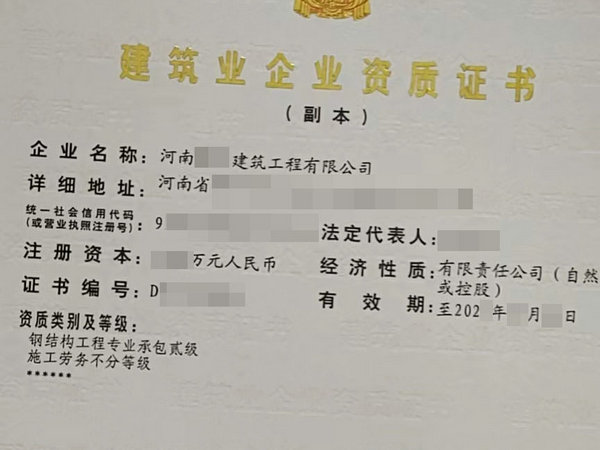 建筑业企业资质证书
（副本）
企业名称：河南 建筑工程有限公司
详细地址：河南省
统一社会信用代码
（或营业执照注册号）：9
法定代表人：
注册资本： 万元人民币
经济性质：有限责任公司（自然
或控股）
证书编号：D
有效期：至202 年 月 日
资质类别及等级：
钢结构工程专业承包贰级
施工劳务不分等级
******